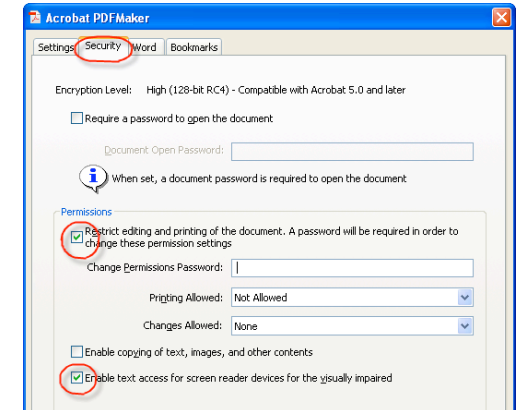 Acrobat PDFMaker
Settings Security Word Bookmarks
Encryption Level: High (128-bit RC4) - Compatible with Acrobat 5.0 and later
Require a password to open the document
Document Open Password:
When set, a document password is required to open the document
Permissions
Restrict editing and printing of the document. A password will be required in order to
change these permission settings
Change Permissions Password:
Printing Allowed: Not Allowed
Changes Allowed: None
Enable copying of text, images, and other contents
Enable text access for screen reader devices for the visually impaired